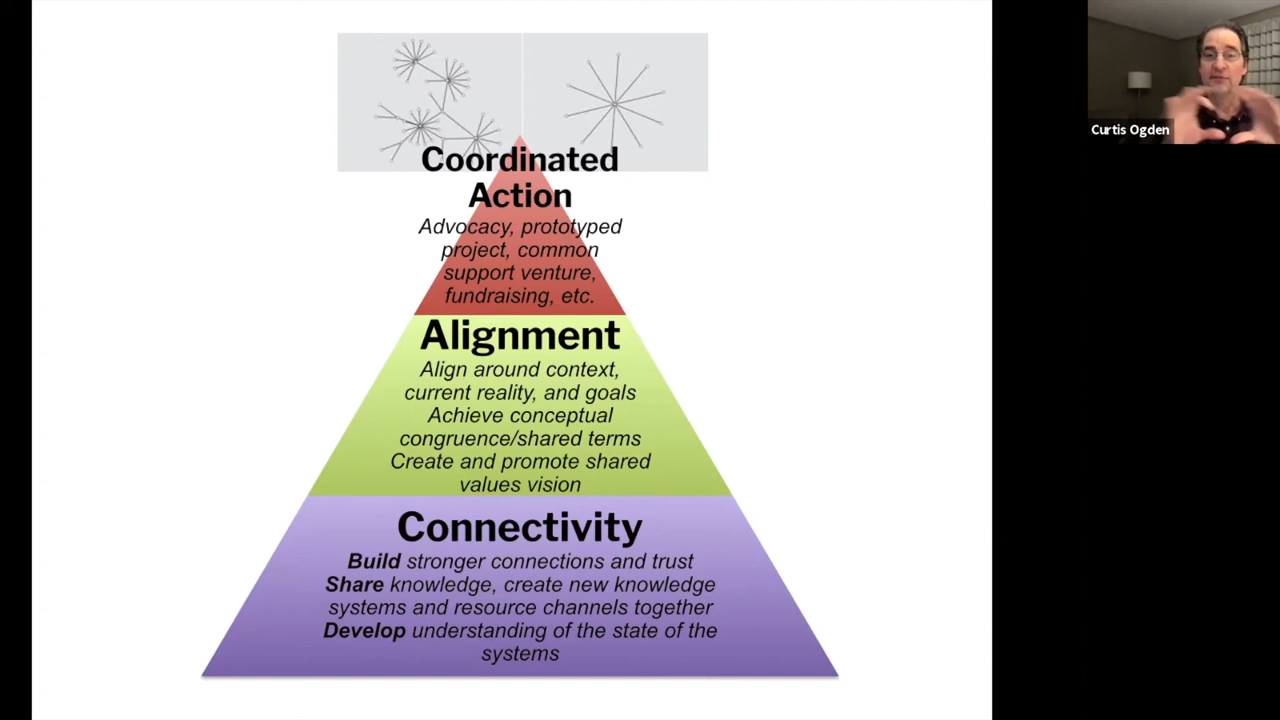 Coordinated
Action
Advocacy, prototyped
project, common
support venture,
fundraising, etc.
Alignment
Align around context,
current reality, and goals
Achieve conceptual
congruence/shared terms
Create and promote shared
values vision
Connectivity
Build stronger connections and trust
Share knowledge, create new knowledge
systems and resource channels together
Develop understanding of the state of the
systems
Curtis Ogden